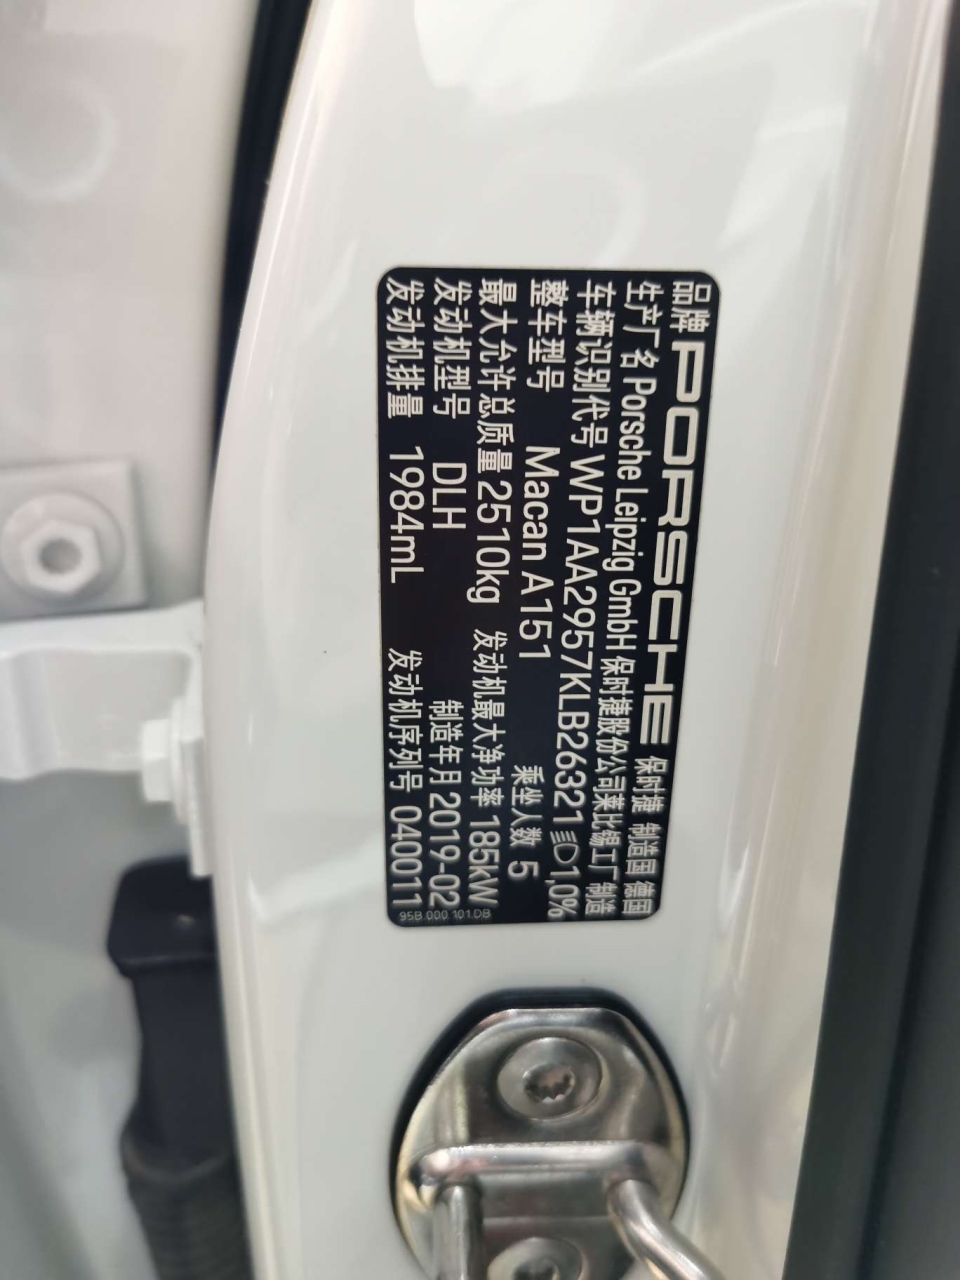 品牌 PORSCHE 保时捷 制造国 德国
生产厂名 Porsche Leipzig GmbH 保时捷股份公司莱比锡工厂制造
车辆识别代号 WP1AA2957KLB26321 1,0%
整车型号 Macan A151 乘坐人数 5
最大允许总质量 2510kg 发动机最大净功率 185kW
发动机型号 DLH 制造年月 2019-02
发动机排量 1984mL 发动机序列号 040011
95B.000.101.DB